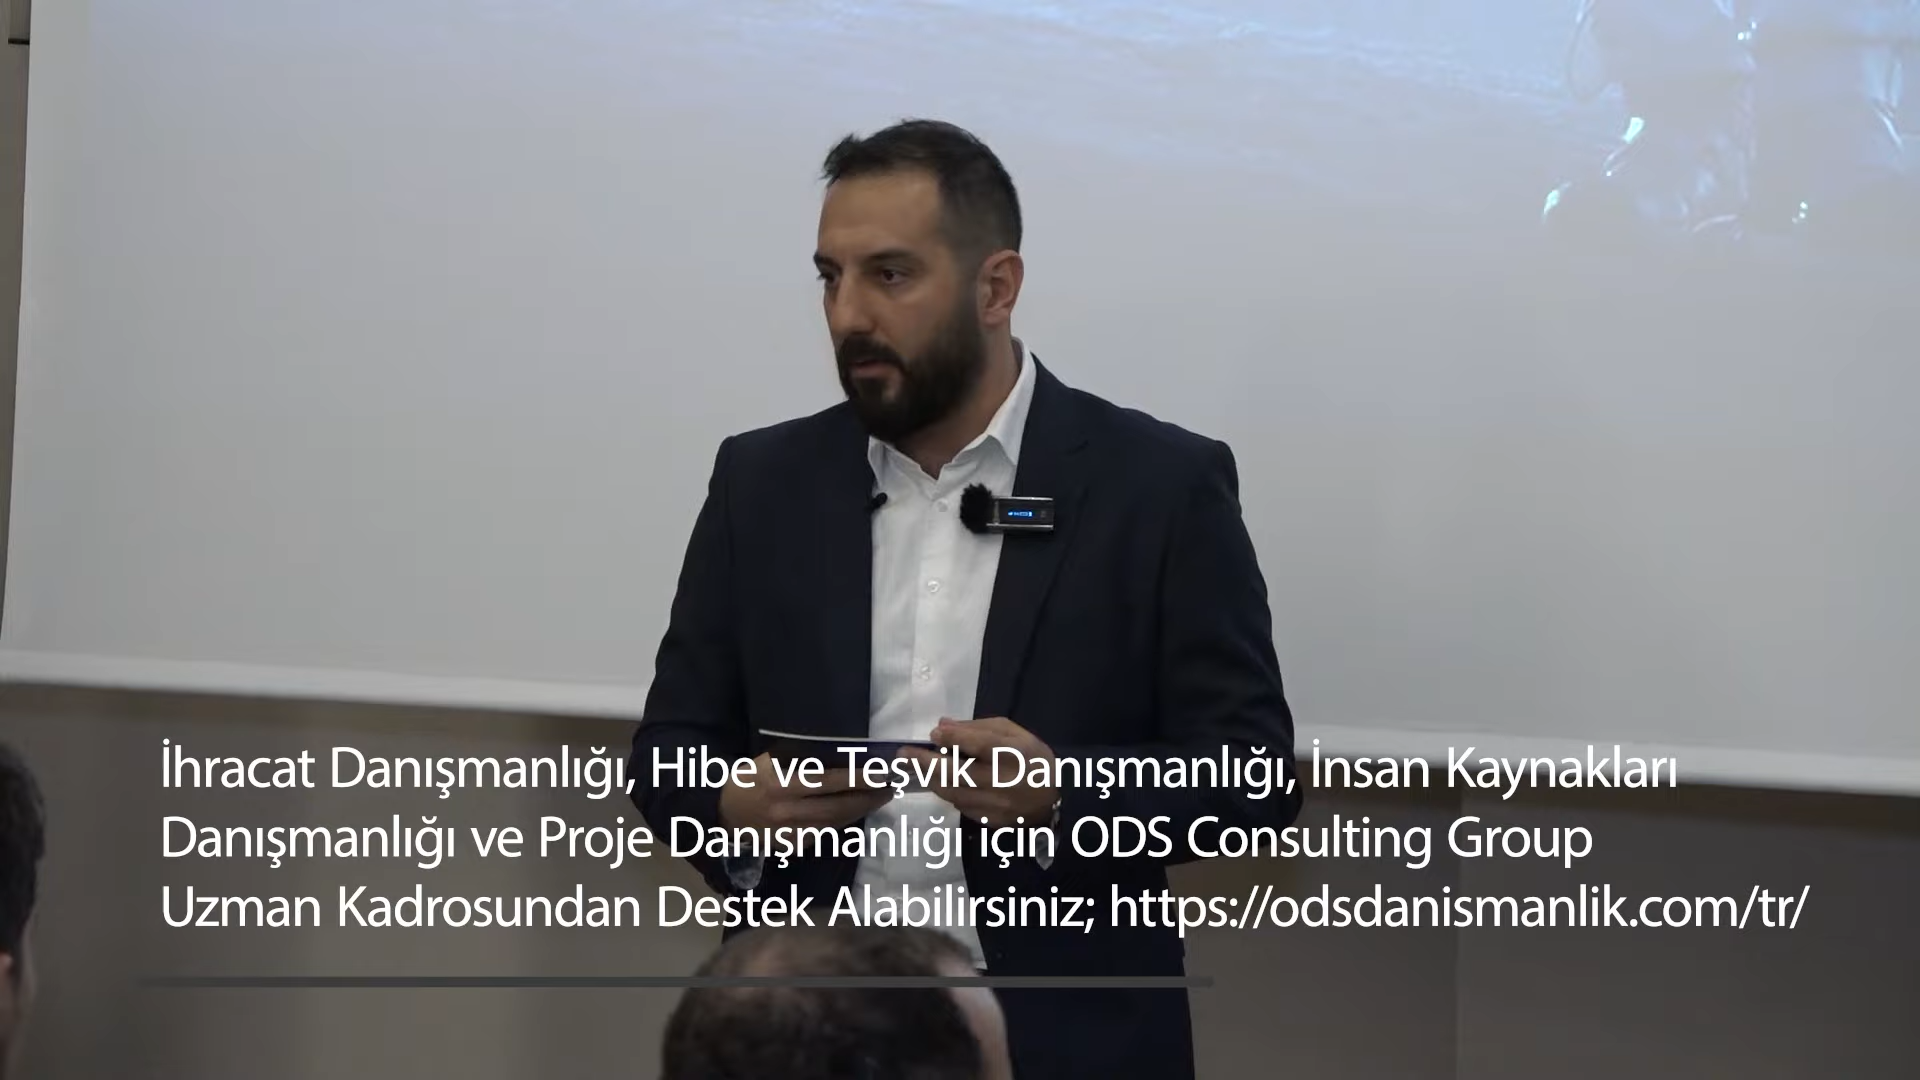 İhracat Danışmanlığı, Hibe ve Teşvik Danışmanlığı, İnsan Kaynakları
Danışmanlığı ve Proje Danışmanlığı için ODS Consulting Group
Uzman Kadrosundan Destek Alabilirsiniz; https://odsdanismanlik.com/tr/